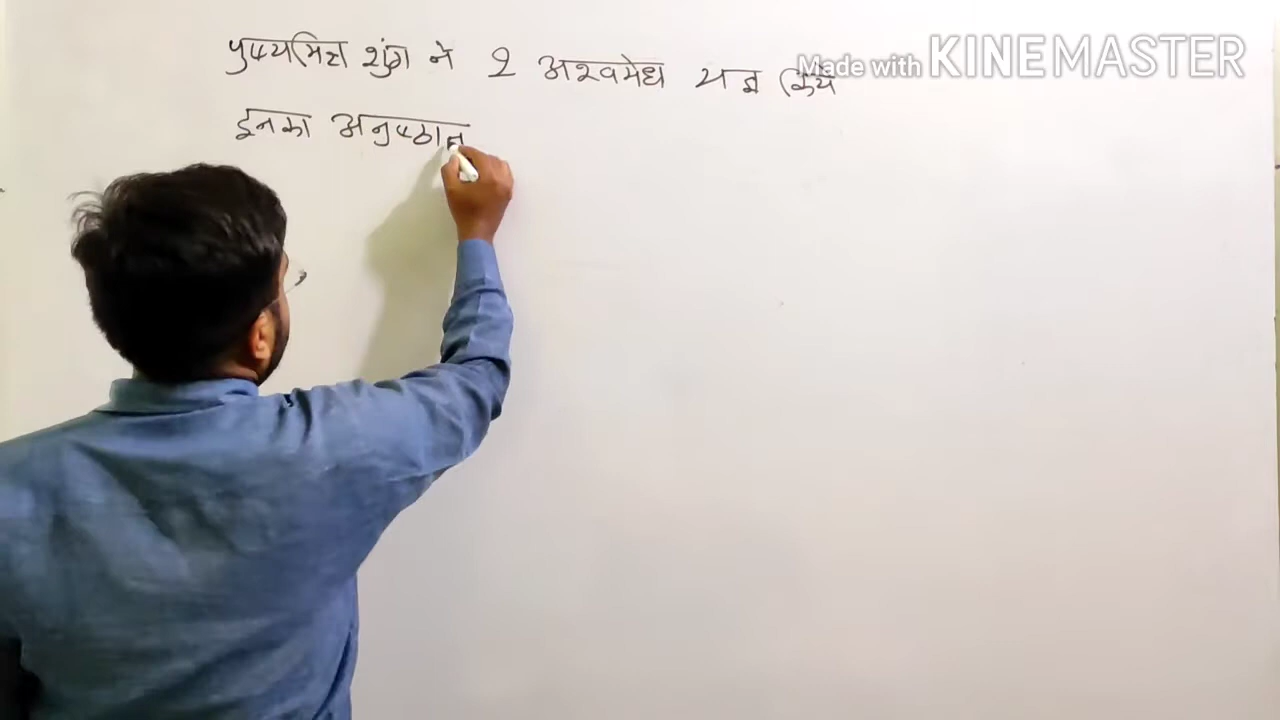 पुष्यमित्र शुंग ने 2 अश्वमेध यज्ञ किये
Made with KINEMASTER
इनका अनुष्ठान